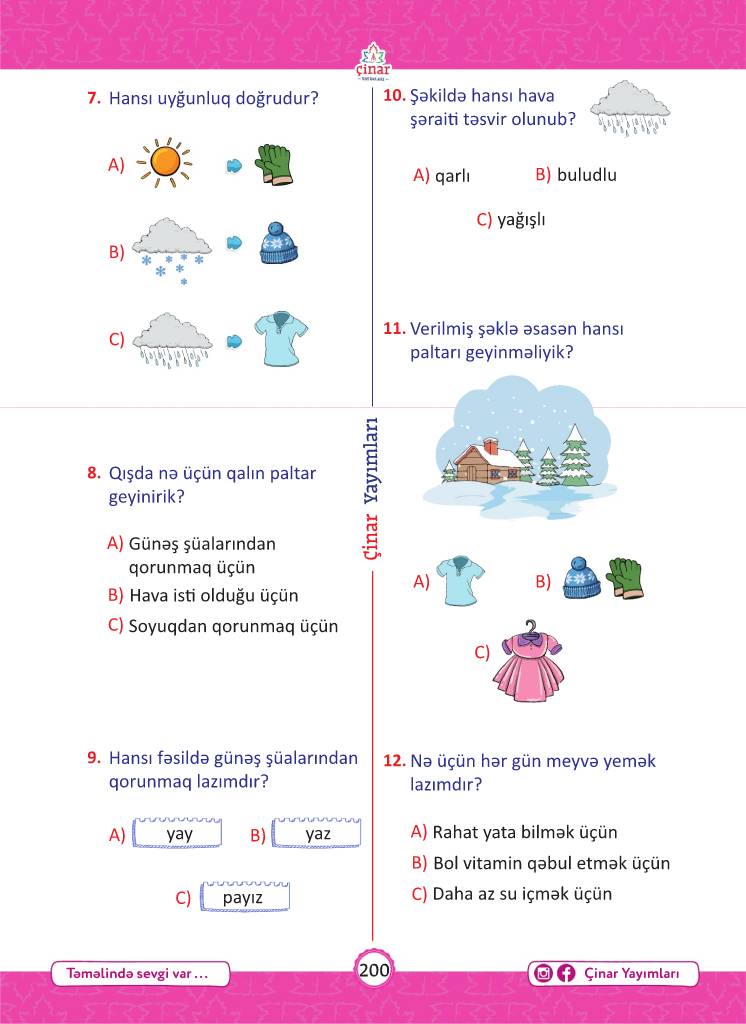 çinar
7. Hansı uyğunluq doğrudur?
A)
B)
C)
8. Qışda nə üçün qalın paltar
geyinirik?
A) Günəş şüalarından
qorunmaq üçün
B) Hava isti olduğu üçün
C) Soyuqdan qorunmaq üçün
9. Hansı fəsildə günəş şüalarından
qorunmaq lazımdır?
A) yay B) yaz
C) payız
Çinar Yayımları
10. Şəkildə hansı hava
şəraiti təsvir olunub?
A) qarlı B) buludlu
C) yağışlı
11. Verilmiş şəklə əsasən hansı
paltarı geyinməliyik?
A) B)
C)
12. Nə üçün hər gün meyvə yemək
lazımdır?
A) Rahat yata bilmək üçün
B) Bol vitamin qəbul etmək üçün
C) Daha az su içmək üçün
Təməlində sevgi var ...
200
Çinar Yayımları